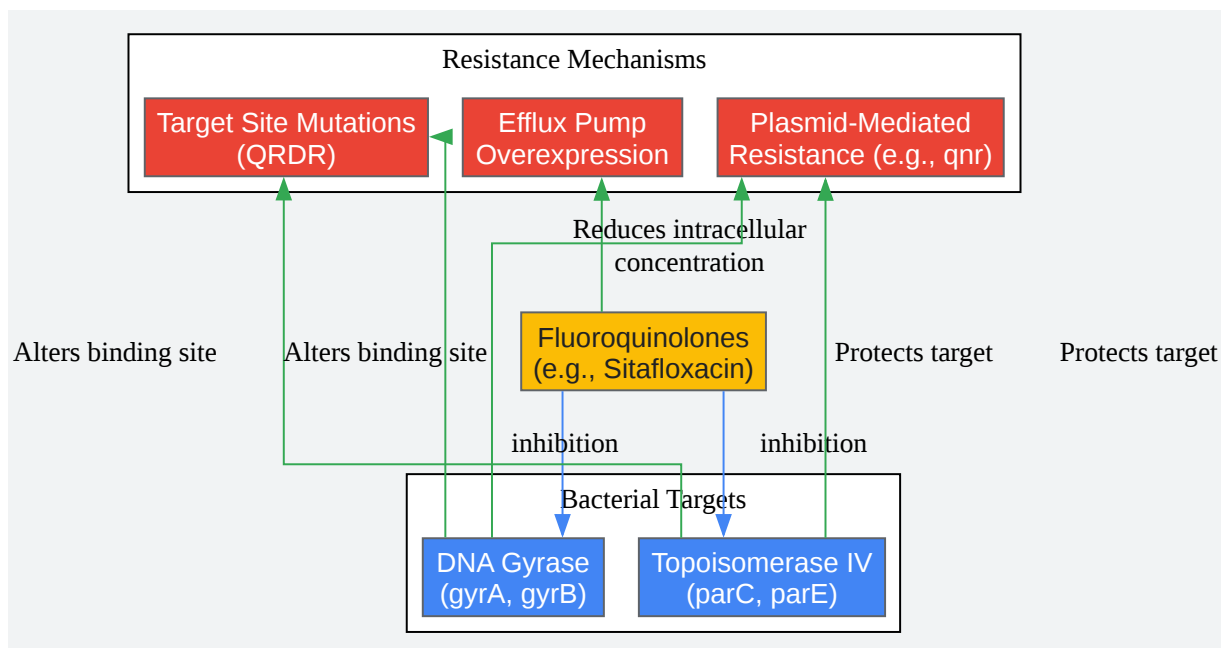 Resistance Mechanisms
Target Site Mutations
(QRDR)
Efflux Pump
Overexpression
Plasmid-Mediated
Resistance (e.g., qnr)
Reduces intracellular
concentration
Alters binding site
Alters binding site
Fluoroquinolones
(e.g., Sitafloxacin)
Protects target
Protects target
inhibition
inhibition
Bacterial Targets
DNA Gyrase
(gyrA, gyrB)
Topoisomerase IV
(parC, parE)